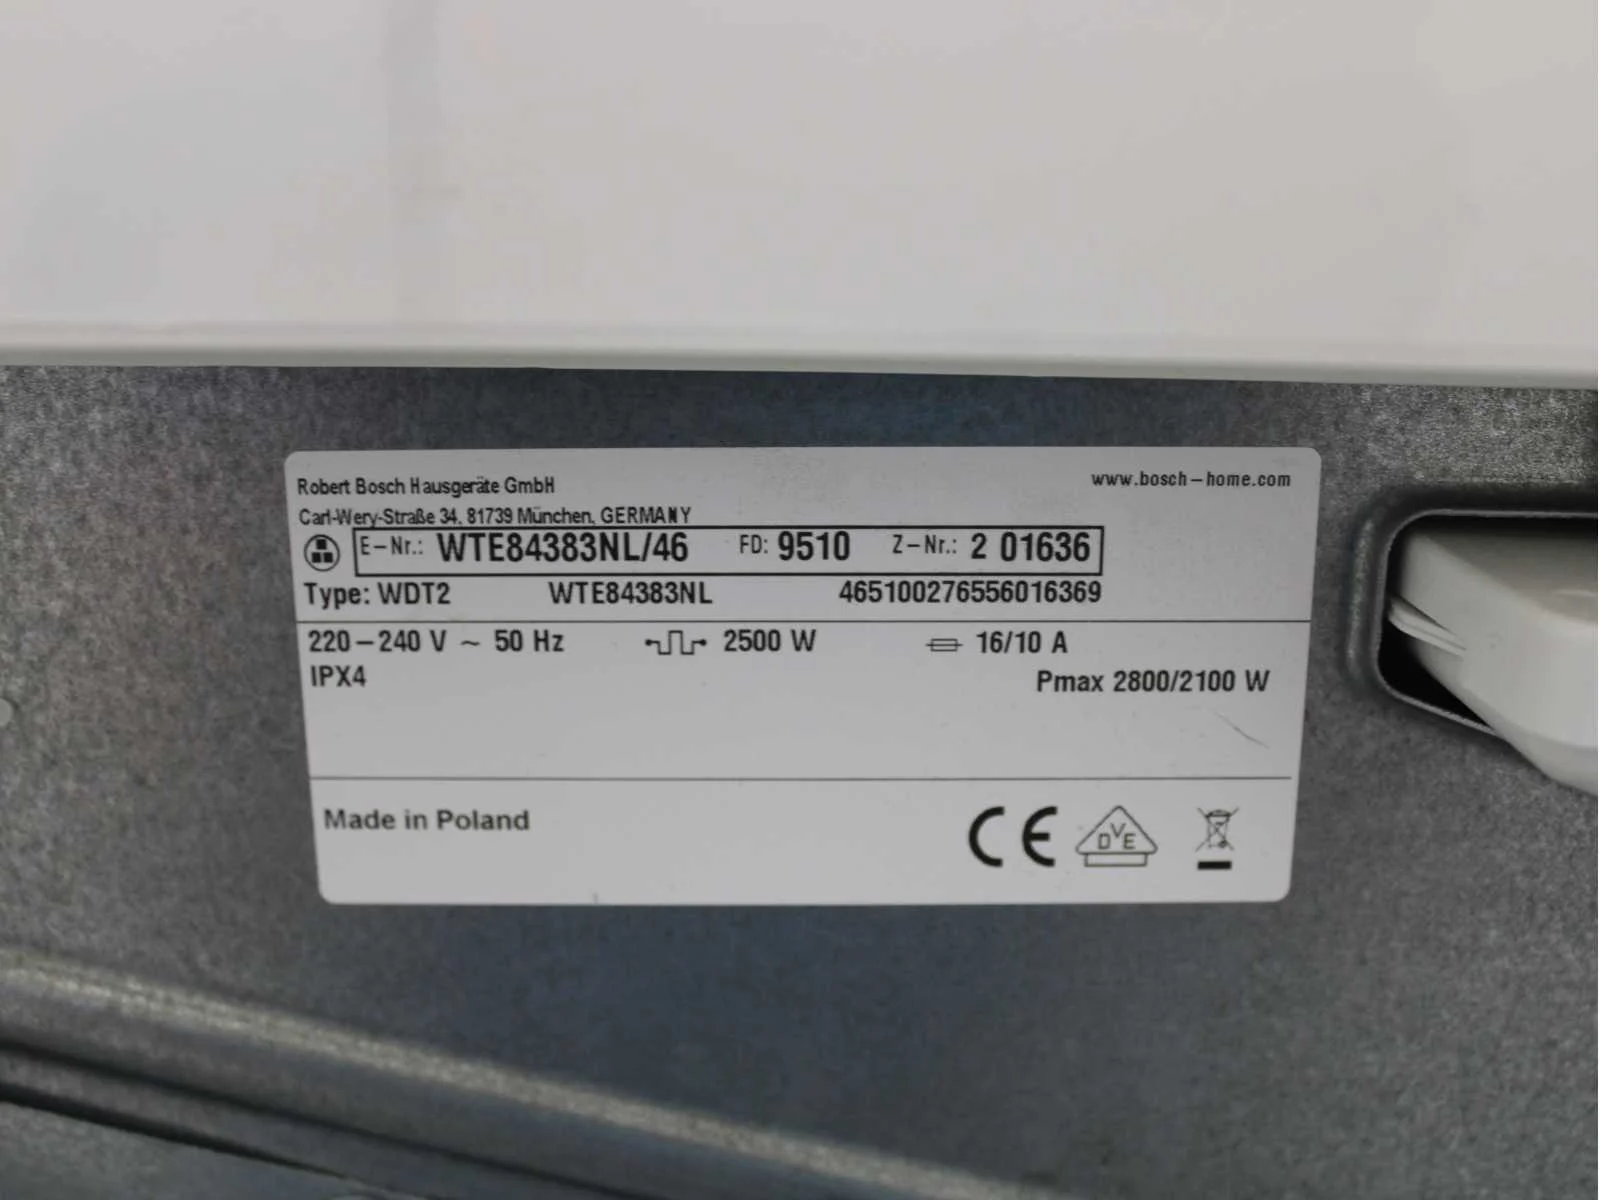 Robert Bosch Hausgeräte GmbH
www.bosch-home.com
Carl-Wery-Straße 34, 81739 München, GERMANY
E-Nr.: WTE84383NL/46 FD: 9510 Z-Nr.: 2 01636
Type: WDT2 WTE84383NL 465100276556016369
220-240 V ~ 50 Hz 2500 W 16/10 A
IPX4 Pmax 2800/2100 W
Made in Poland CE DVE